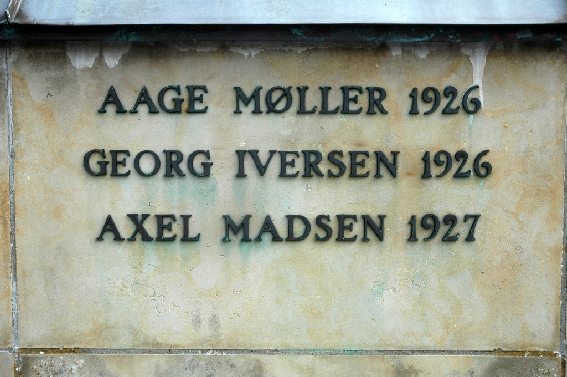 AAGE MØLLER 1926
GEORG IVERSEN 1926
AXEL MADSEN 1927